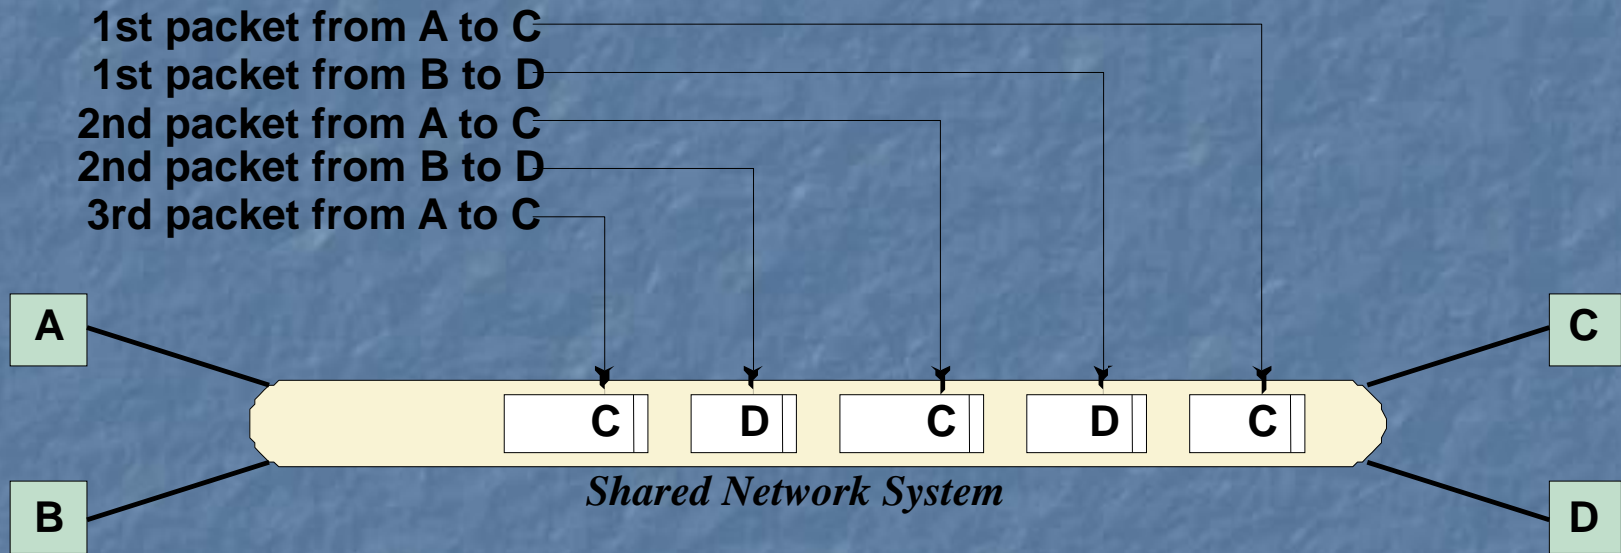 1st packet from A to C
1st packet from B to D
2nd packet from A to C
2nd packet from B to D
3rd packet from A to C
A
C
C D C D C
Shared Network System
B
D